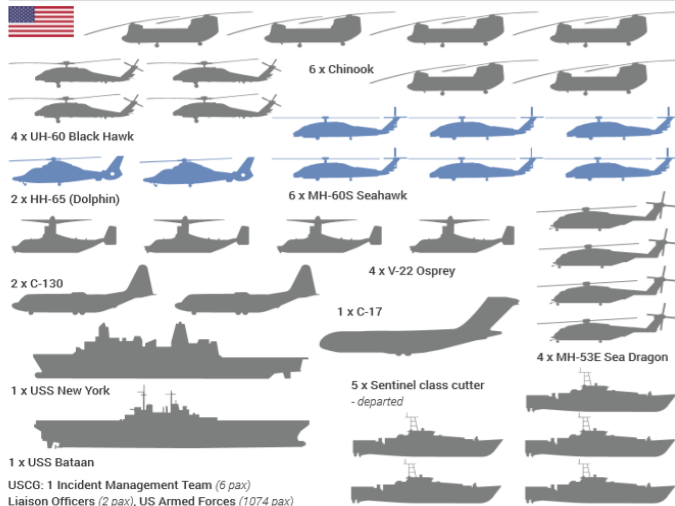 6 x Chinook
4 x UH-60 Black Hawk
2 x HH-65 (Dolphin)
6 x MH-60S Seahawk
4 x V-22 Osprey
2 x C-130
1 x C-17
4 x MH-53E Sea Dragon
1 x USS New York
5 x Sentinel class cutter
- departed
1 x USS Bataan
USCG: 1 Incident Management Team (6 pax)
Liaison Officers (2 pax), US Armed Forces (1074 pax)